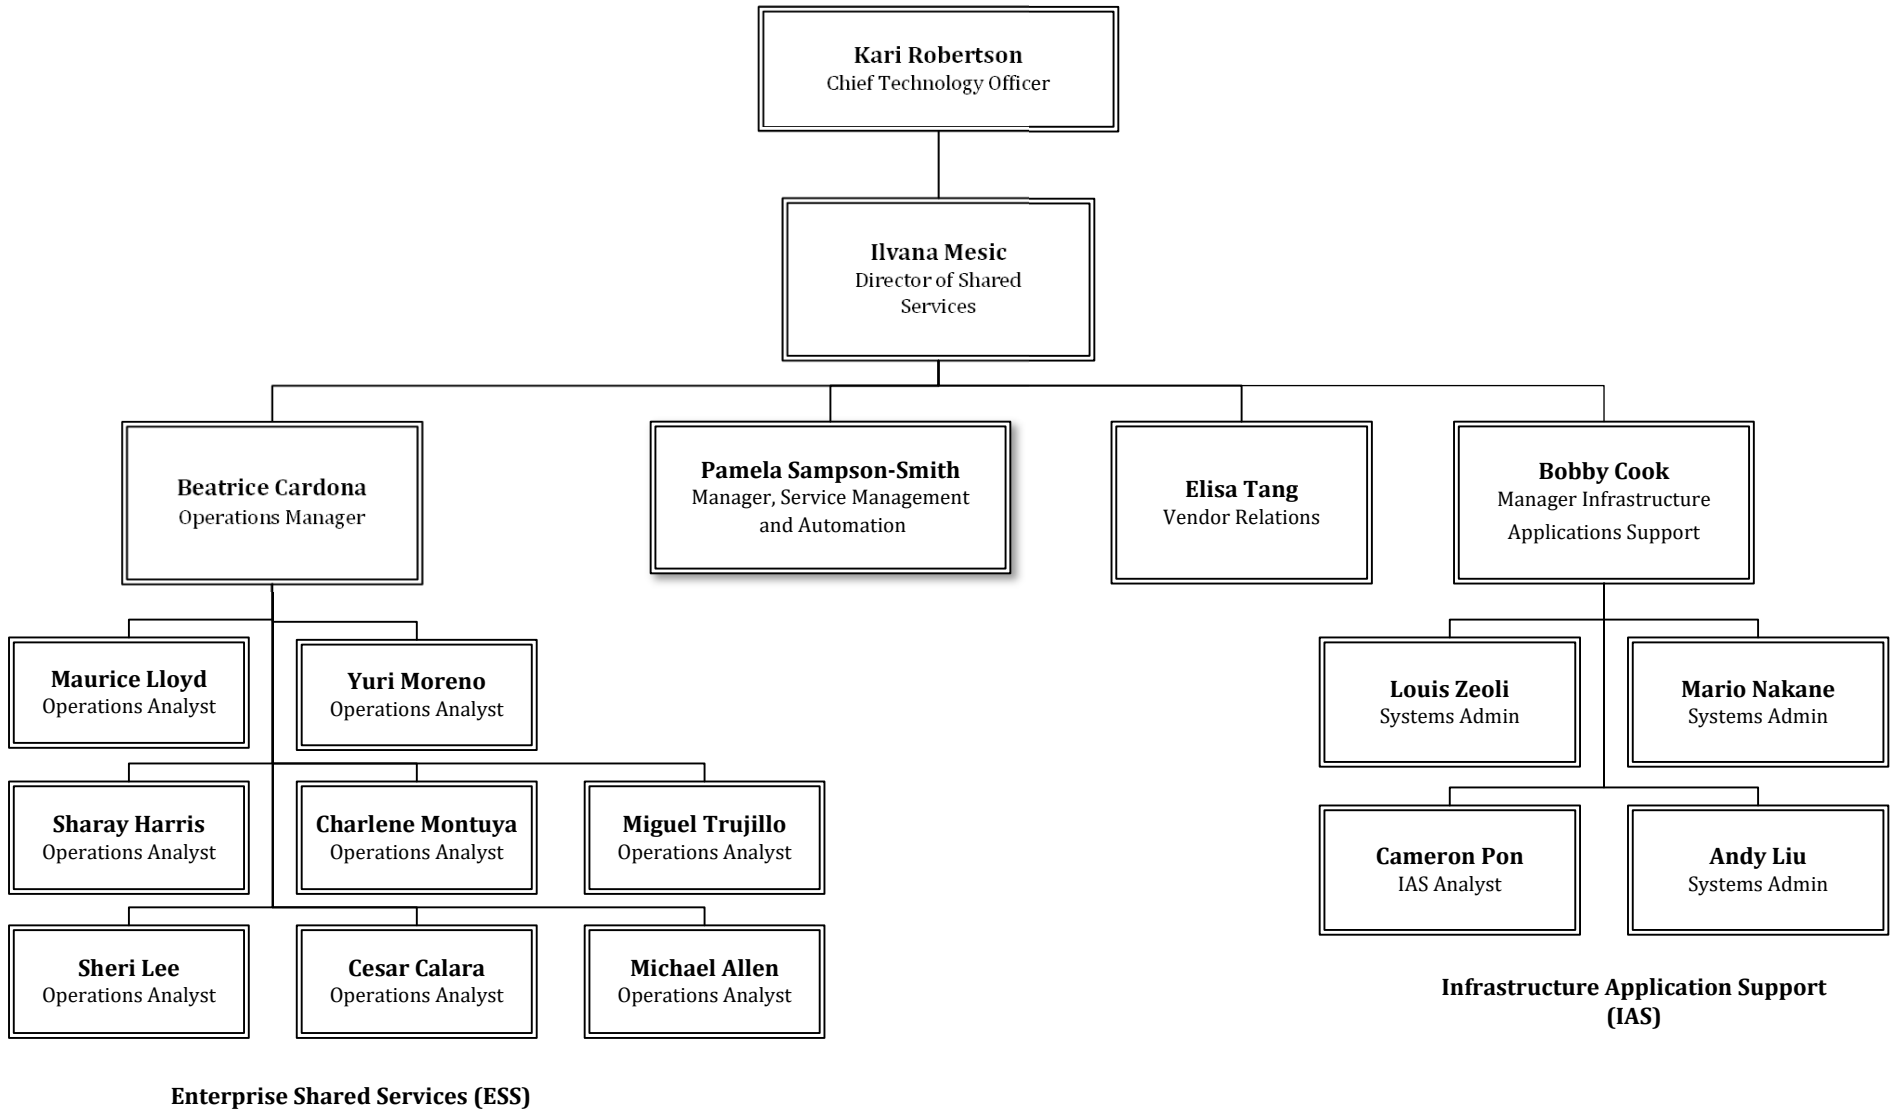 Kari Robertson
Chief Technology Officer
Ilvana Mesic
Director of Shared
Services
Beatrice Cardona
Operations Manager
Pamela Sampson-Smith
Manager, Service Management
and Automation
Elisa Tang
Vendor Relations
Bobby Cook
Manager Infrastructure
Applications Support
Maurice Lloyd
Operations Analyst
Yuri Moreno
Operations Analyst
Louis Zeoli
Systems Admin
Mario Nakane
Systems Admin
Sharay Harris
Operations Analyst
Charlene Montuya
Operations Analyst
Miguel Trujillo
Operations Analyst
Cameron Pon
IAS Analyst
Andy Liu
Systems Admin
Sheri Lee
Operations Analyst
Cesar Calara
Operations Analyst
Michael Allen
Operations Analyst
Infrastructure Application Support
(IAS)
Enterprise Shared Services (ESS)